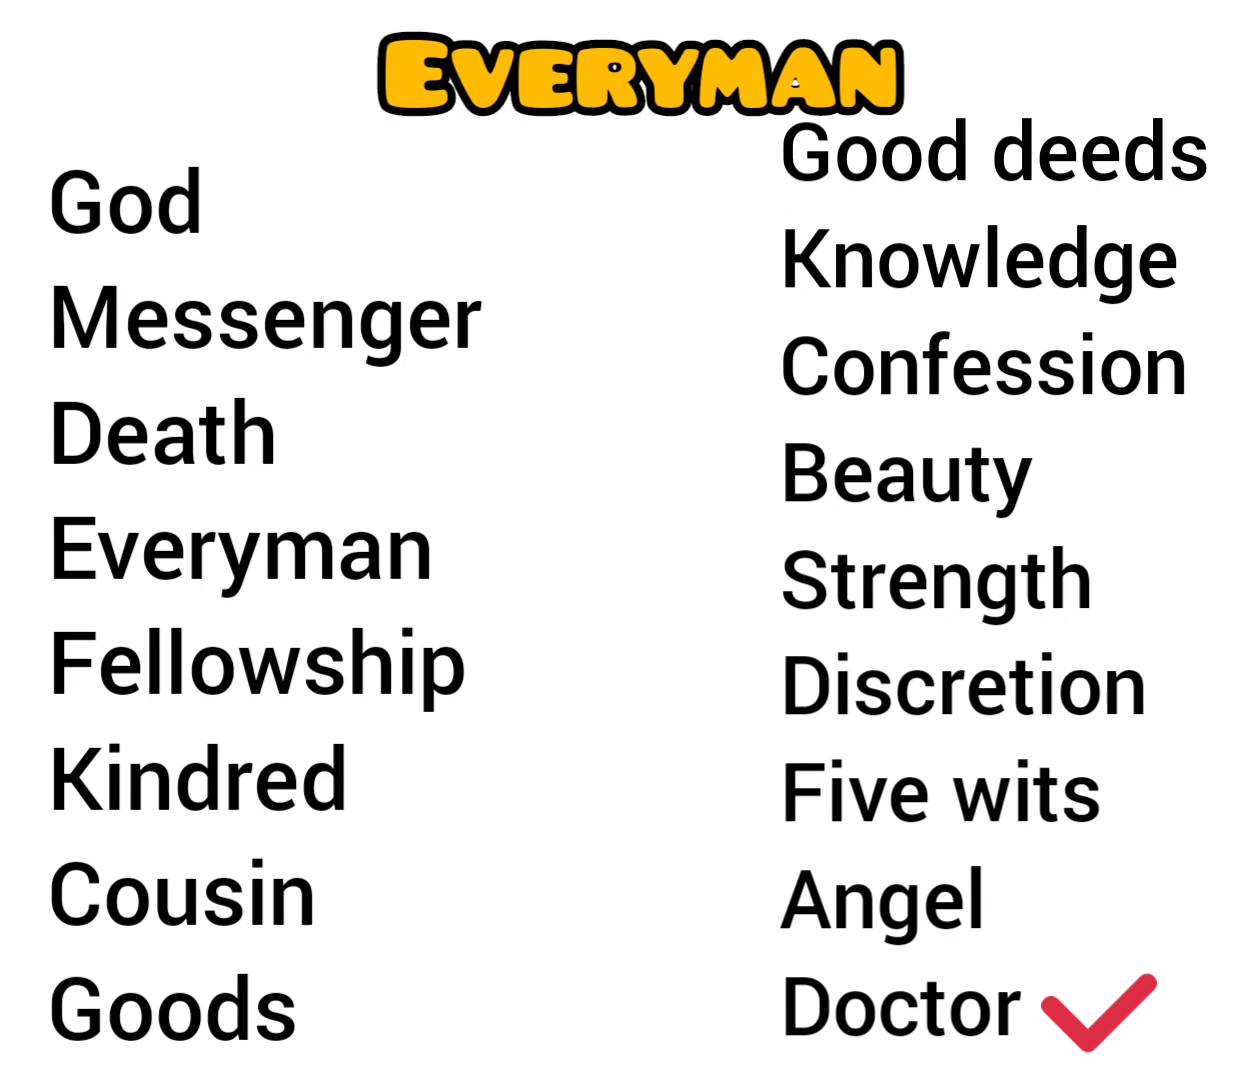 EVERYMAN
God
Messenger
Death
Everyman
Fellowship
Kindred
Cousin
Goods
Good deeds
Knowledge
Confession
Beauty
Strength
Discretion
Five wits
Angel
Doctor